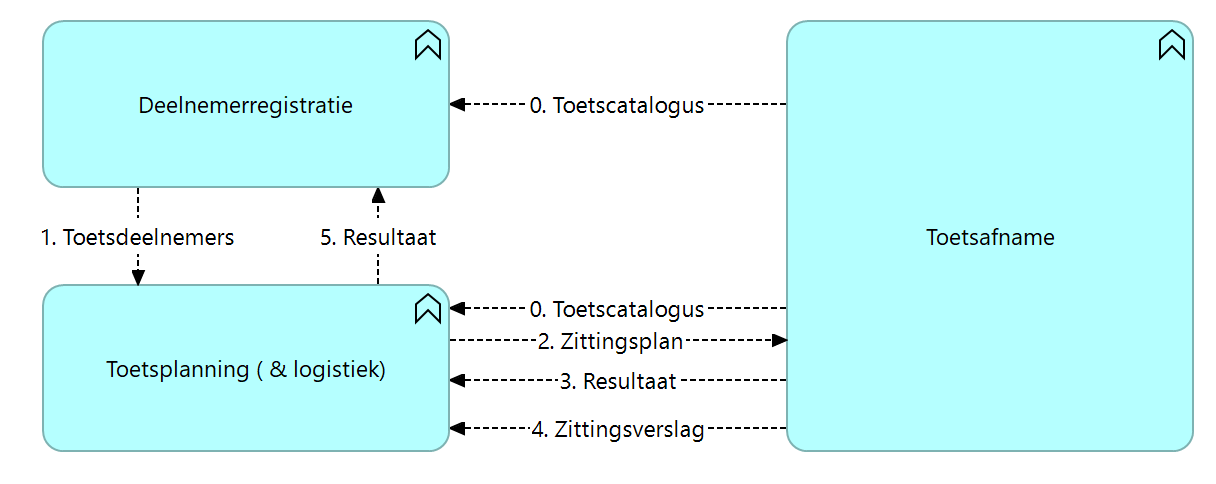 Deelnemerregistratie
0. Toetscatalogus
Toetsafname
1. Toetsdeelnemers
5. Resultaat
Toetsplanning ( & logistiek)
0. Toetscatalogus
2. Zittingsplan
3. Resultaat
4. Zittingsverslag